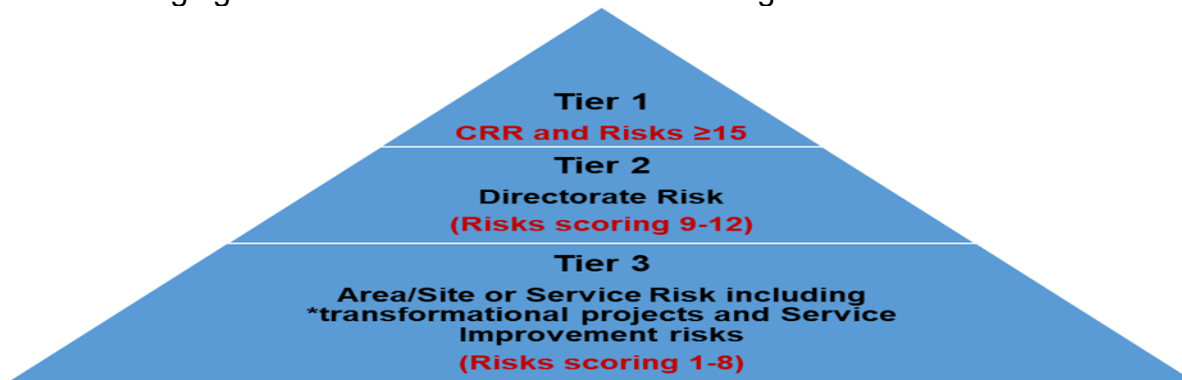 Tier 1
CRR and Risks ≥15
Tier 2
Directorate Risk
(Risks scoring 9-12)
Tier 3
Area/Site or Service Risk including
*transformational projects and Service
Improvement risks
(Risks scoring 1-8)